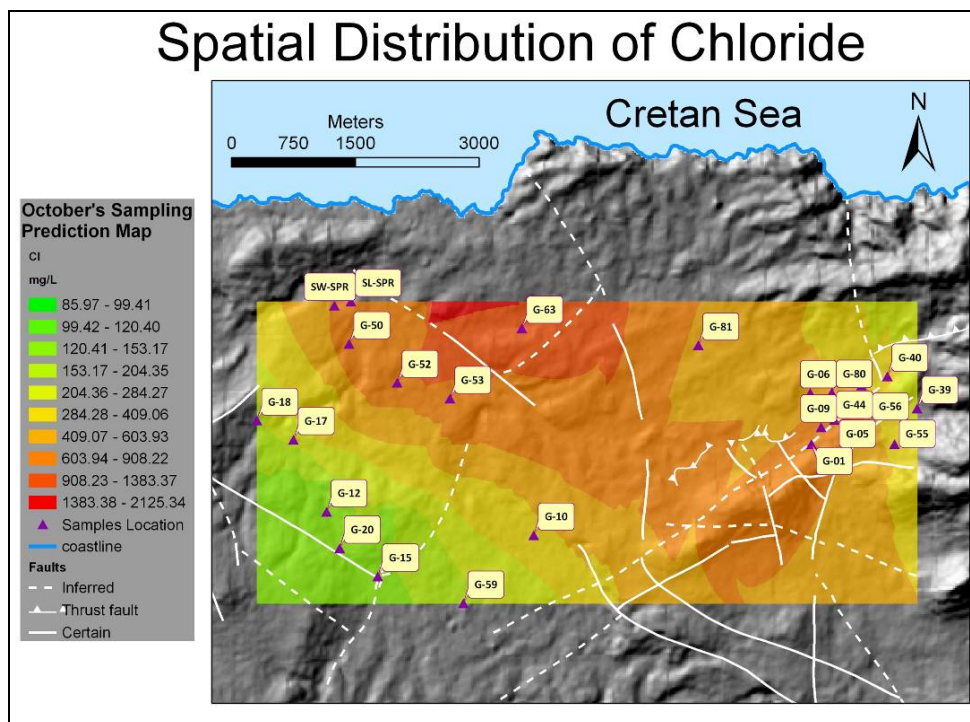 Spatial Distribution of Chloride
Cretan Sea
N
Meters
0 750 1500 3000
October's Sampling
Prediction Map
Cl
mg/L
85.97 - 99.41
99.42 - 120.40
120.41 - 153.17
153.17 - 204.35
204.36 - 284.27
284.28 - 409.06
409.07 - 603.93
603.94 - 908.22
908.23 - 1383.37
1383.38 - 2125.34
Samples Location
coastline
Faults
Inferred
Thrust fault
Certain
SW-SPR
SL-SPR
G-63
G-50
G-81
G-52
G-53
G-40
G-06
G-80
G-39
G-18
G-17
G-09
G-44
G-56
G-05
G-55
G-01
G-12
G-20
G-10
G-15
G-59